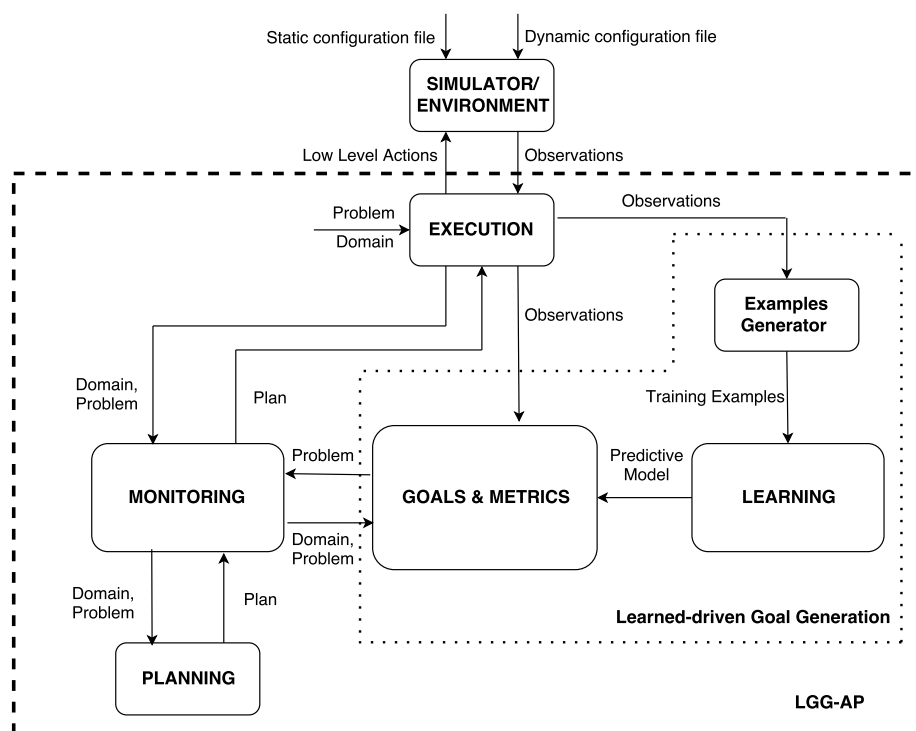 Static configuration file
Dynamic configuration file
SIMULATOR/
ENVIRONMENT
Low Level Actions
Observations
Problem
Domain
EXECUTION
Observations
Observations
Examples
Generator
Domain,
Problem
Plan
Training Examples
MONITORING
Problem
Domain,
Problem
GOALS & METRICS
Predictive
Model
LEARNING
Domain,
Problem
Plan
Learned-driven Goal Generation
PLANNING
LGG-AP